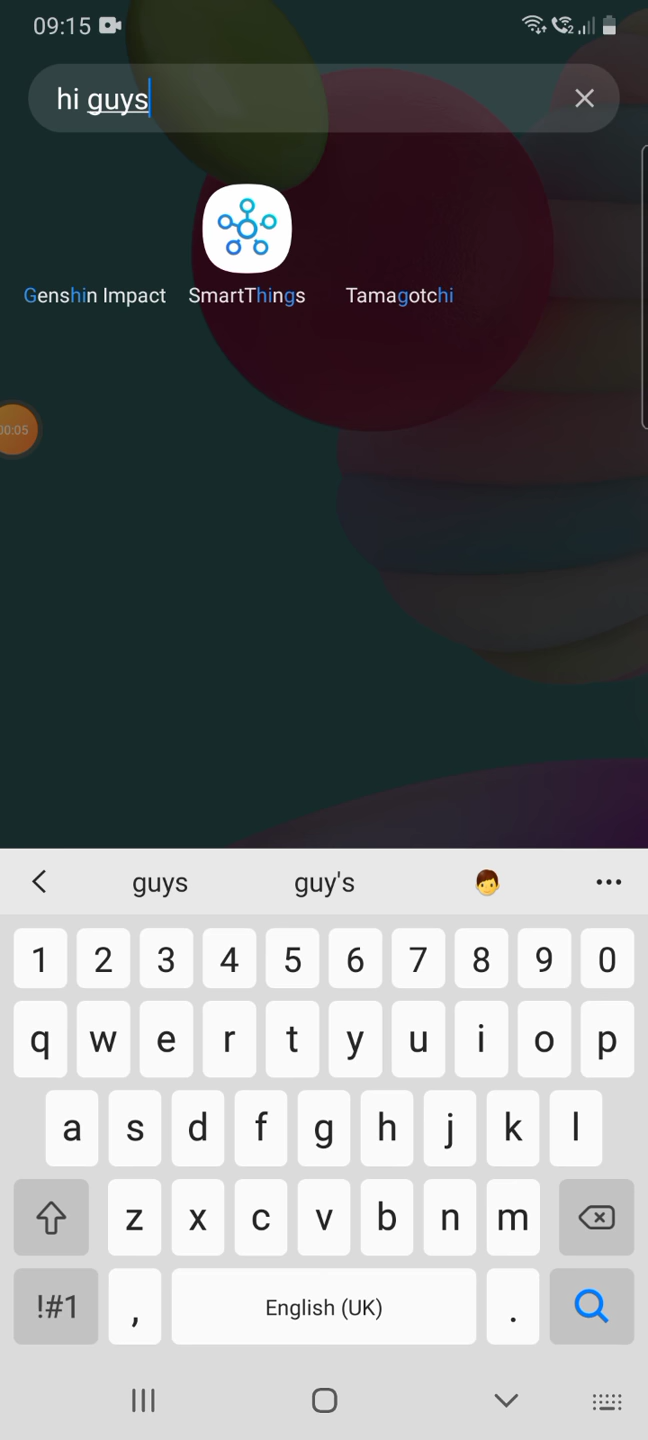 09:15
hi guys
Genshin Impact SmartThings Tamagotchi
00:05
guys guy's
1 2 3 4 5 6 7 8 9 0
q w e r t y u i o p
a s d f g h j k l
z x c v b n m
!#1 , English (UK) .